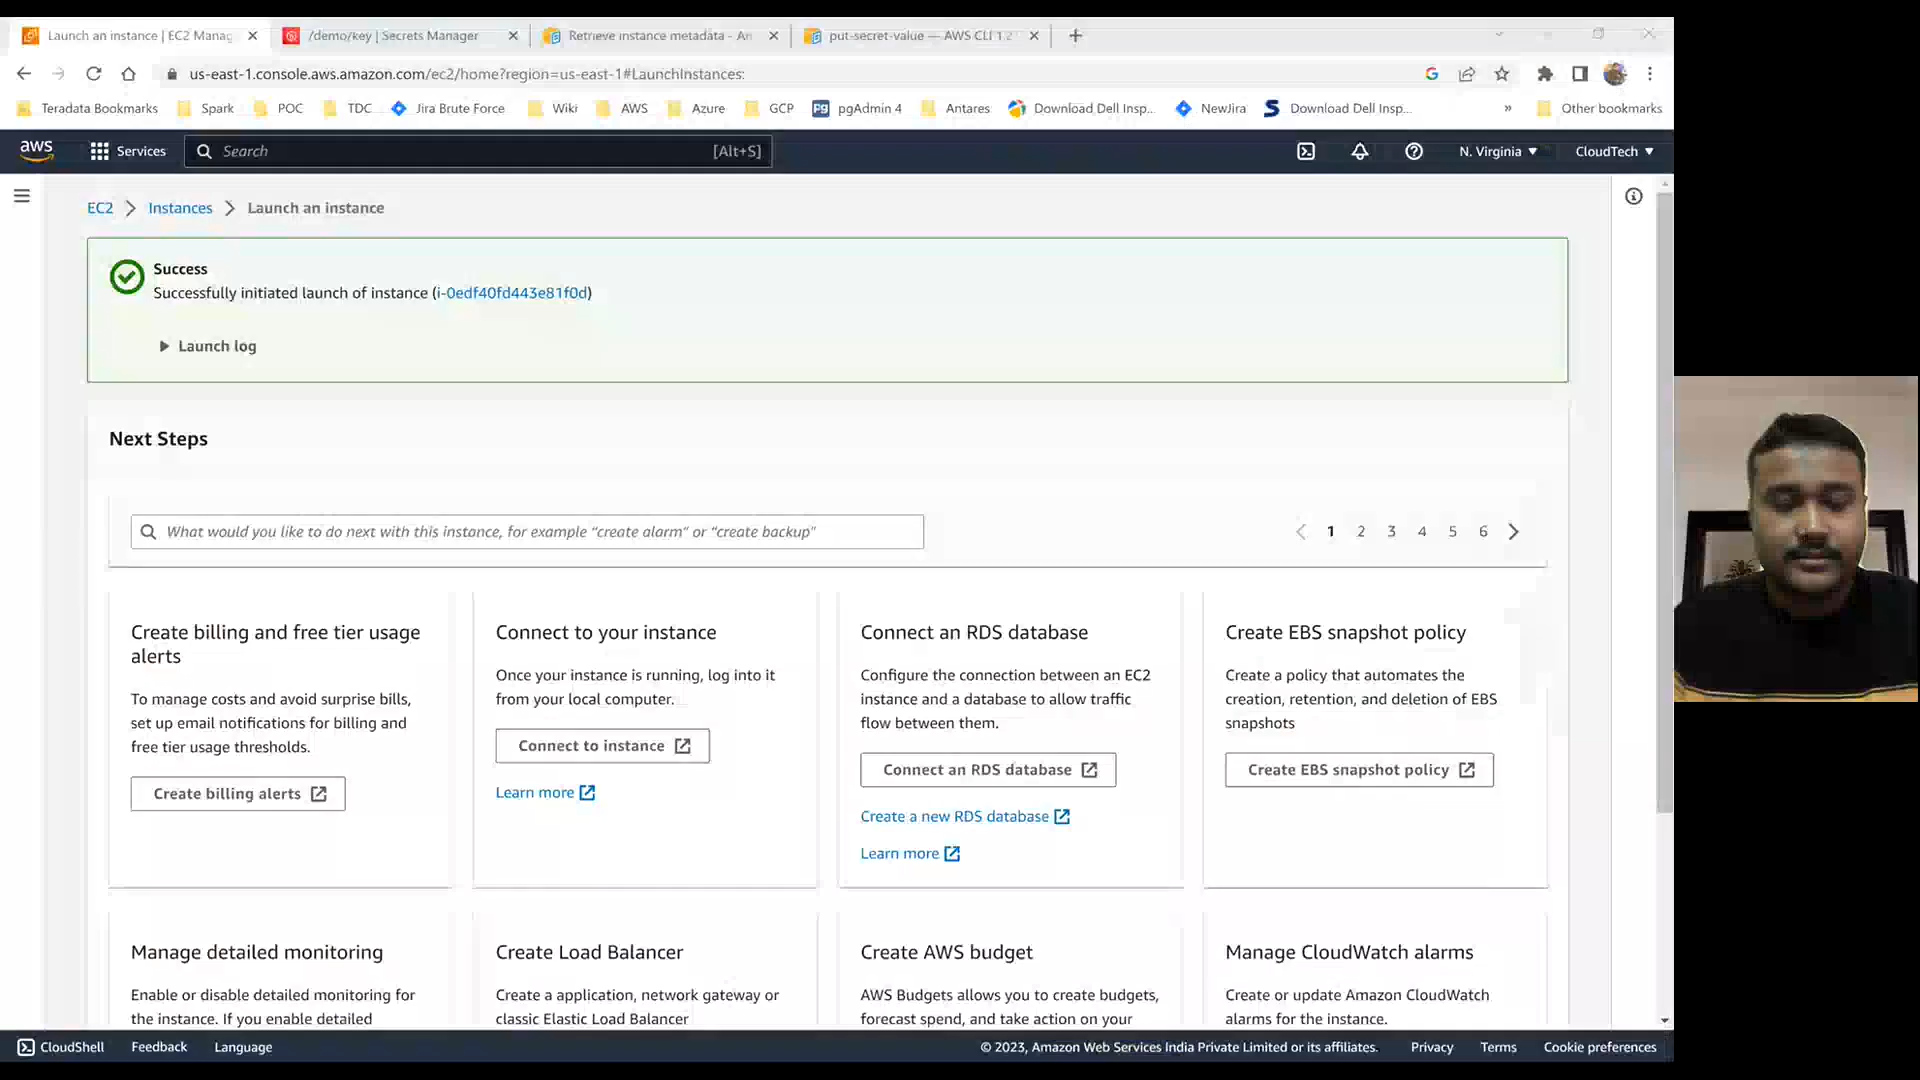 Launch an instance | EC2 Manag
/demo/key | Secrets Manager
Retrieve instance metadata - An
put-secret-value — AWS CLI 1.2
us-east-1.console.aws.amazon.com/ec2/home?region=us-east-1#LaunchInstances:
Teradata Bookmarks
Spark
POC
TDC
Jira Brute Force
Wiki
AWS
Azure
GCP
pgAdmin 4
Antares
Download Dell Insp...
NewJira
Download Dell Insp...
»
Other bookmarks
aws
Services
Search
[Alt+S]
N. Virginia
CloudTech
EC2
Instances
Launch an instance
Success
Successfully initiated launch of instance (i-0edf40fd443e81f0d)
Launch log
Next Steps
What would you like to do next with this instance, for example “create alarm” or “create backup”
1 2 3 4 5 6
Create billing and free tier usage
alerts
To manage costs and avoid surprise bills,
set up email notifications for billing and
free tier usage thresholds.
Create billing alerts
Connect to your instance
Once your instance is running, log into it
from your local computer.
Connect to instance
Learn more
Connect an RDS database
Configure the connection between an EC2
instance and a database to allow traffic
flow between them.
Connect an RDS database
Create a new RDS database
Learn more
Create EBS snapshot policy
Create a policy that automates the
creation, retention, and deletion of EBS
snapshots
Create EBS snapshot policy
Manage detailed monitoring
Enable or disable detailed monitoring for
the instance. If you enable detailed
Create Load Balancer
Create a application, network gateway or
classic Elastic Load Balancer
Create AWS budget
AWS Budgets allows you to create budgets,
forecast spend, and take action on your
Manage CloudWatch alarms
Create or update Amazon CloudWatch
alarms for the instance.
CloudShell
Feedback
Language
© 2023, Amazon Web Services India Private Limited or its affiliates.
Privacy
Terms
Cookie preferences